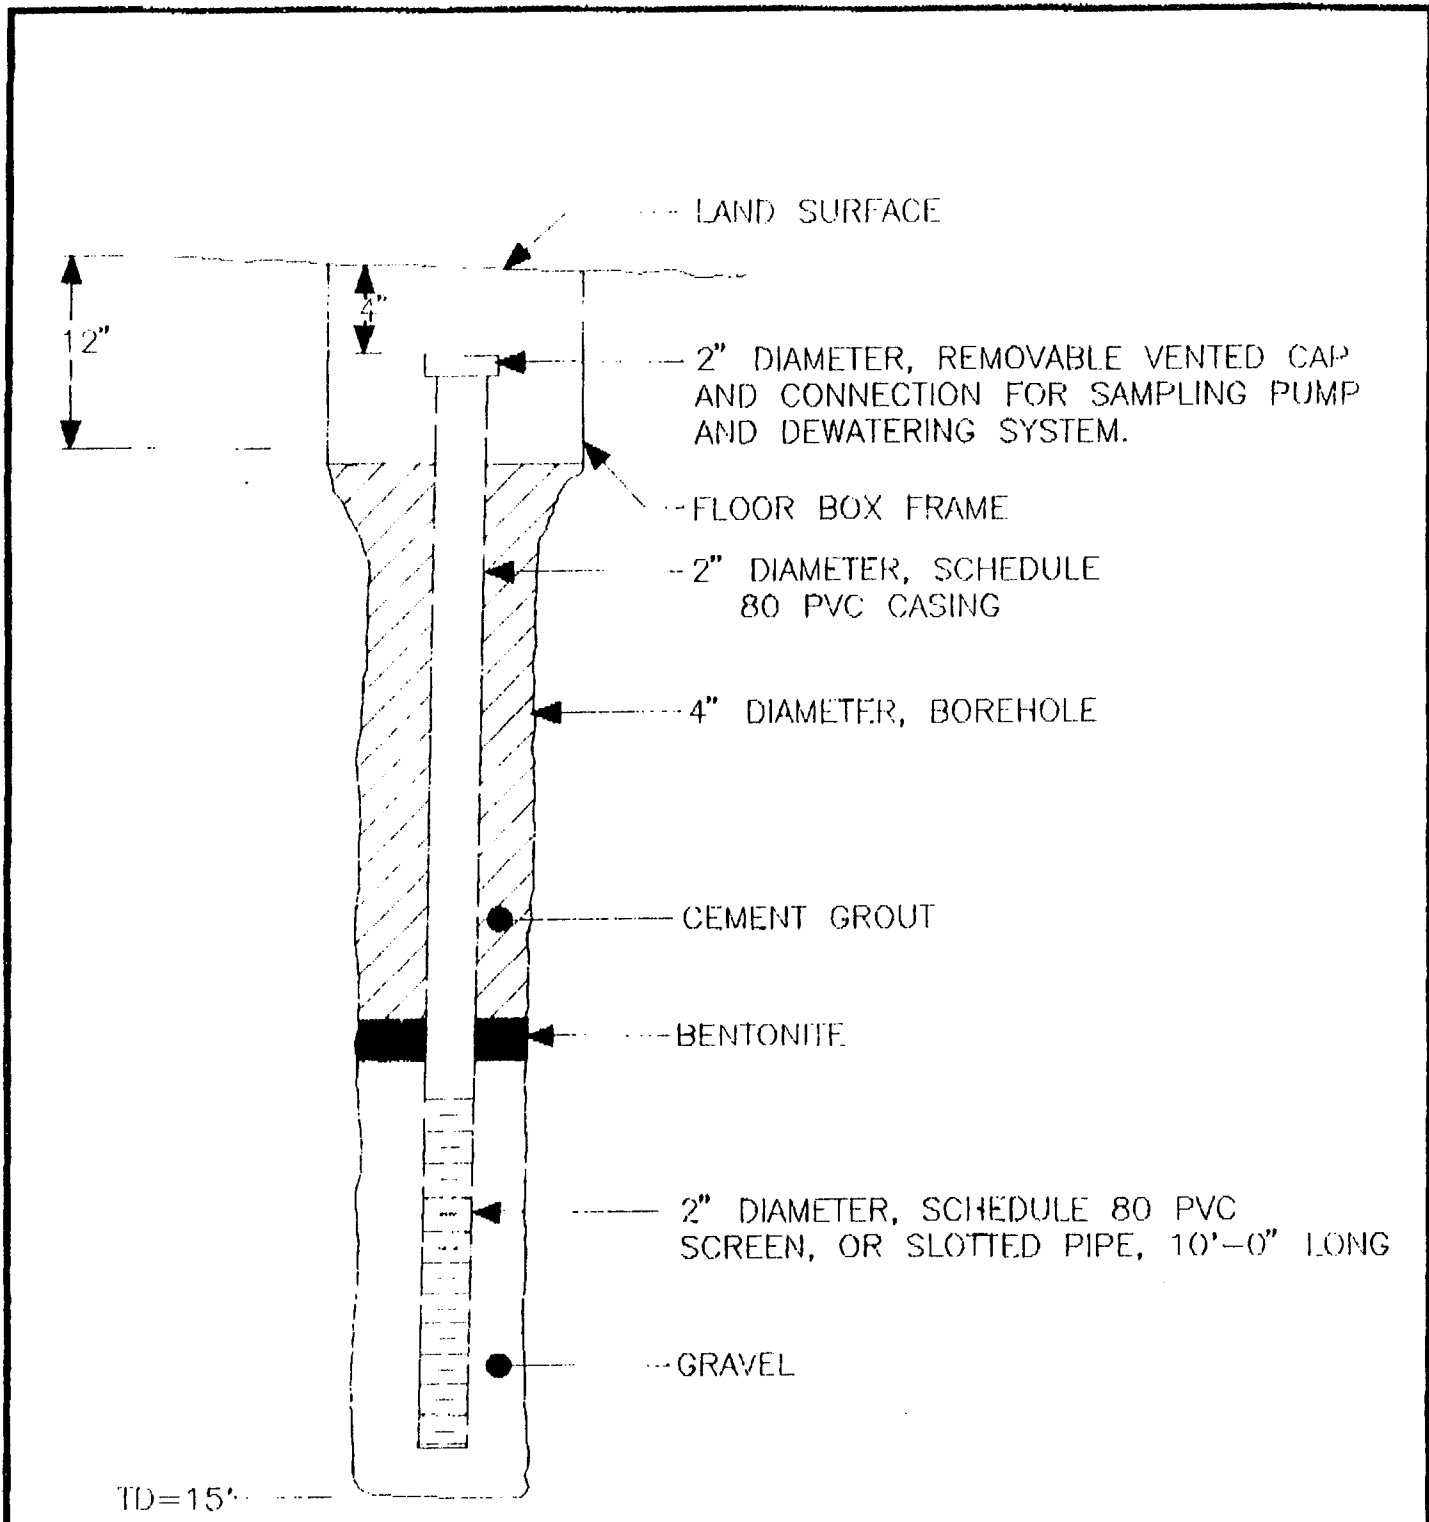 LAND SURFACE
4"
12"
2" DIAMETER, REMOVABLE VENTED CAP
AND CONNECTION FOR SAMPLING PUMP
AND DEWATERING SYSTEM.
FLOOR BOX FRAME
2" DIAMETER, SCHEDULE
80 PVC CASING
4" DIAMETER, BOREHOLE
CEMENT GROUT
BENTONITE
2" DIAMETER, SCHEDULE 80 PVC
SCREEN, OR SLOTTED PIPE, 10'-0" LONG
GRAVEL
TD=15'